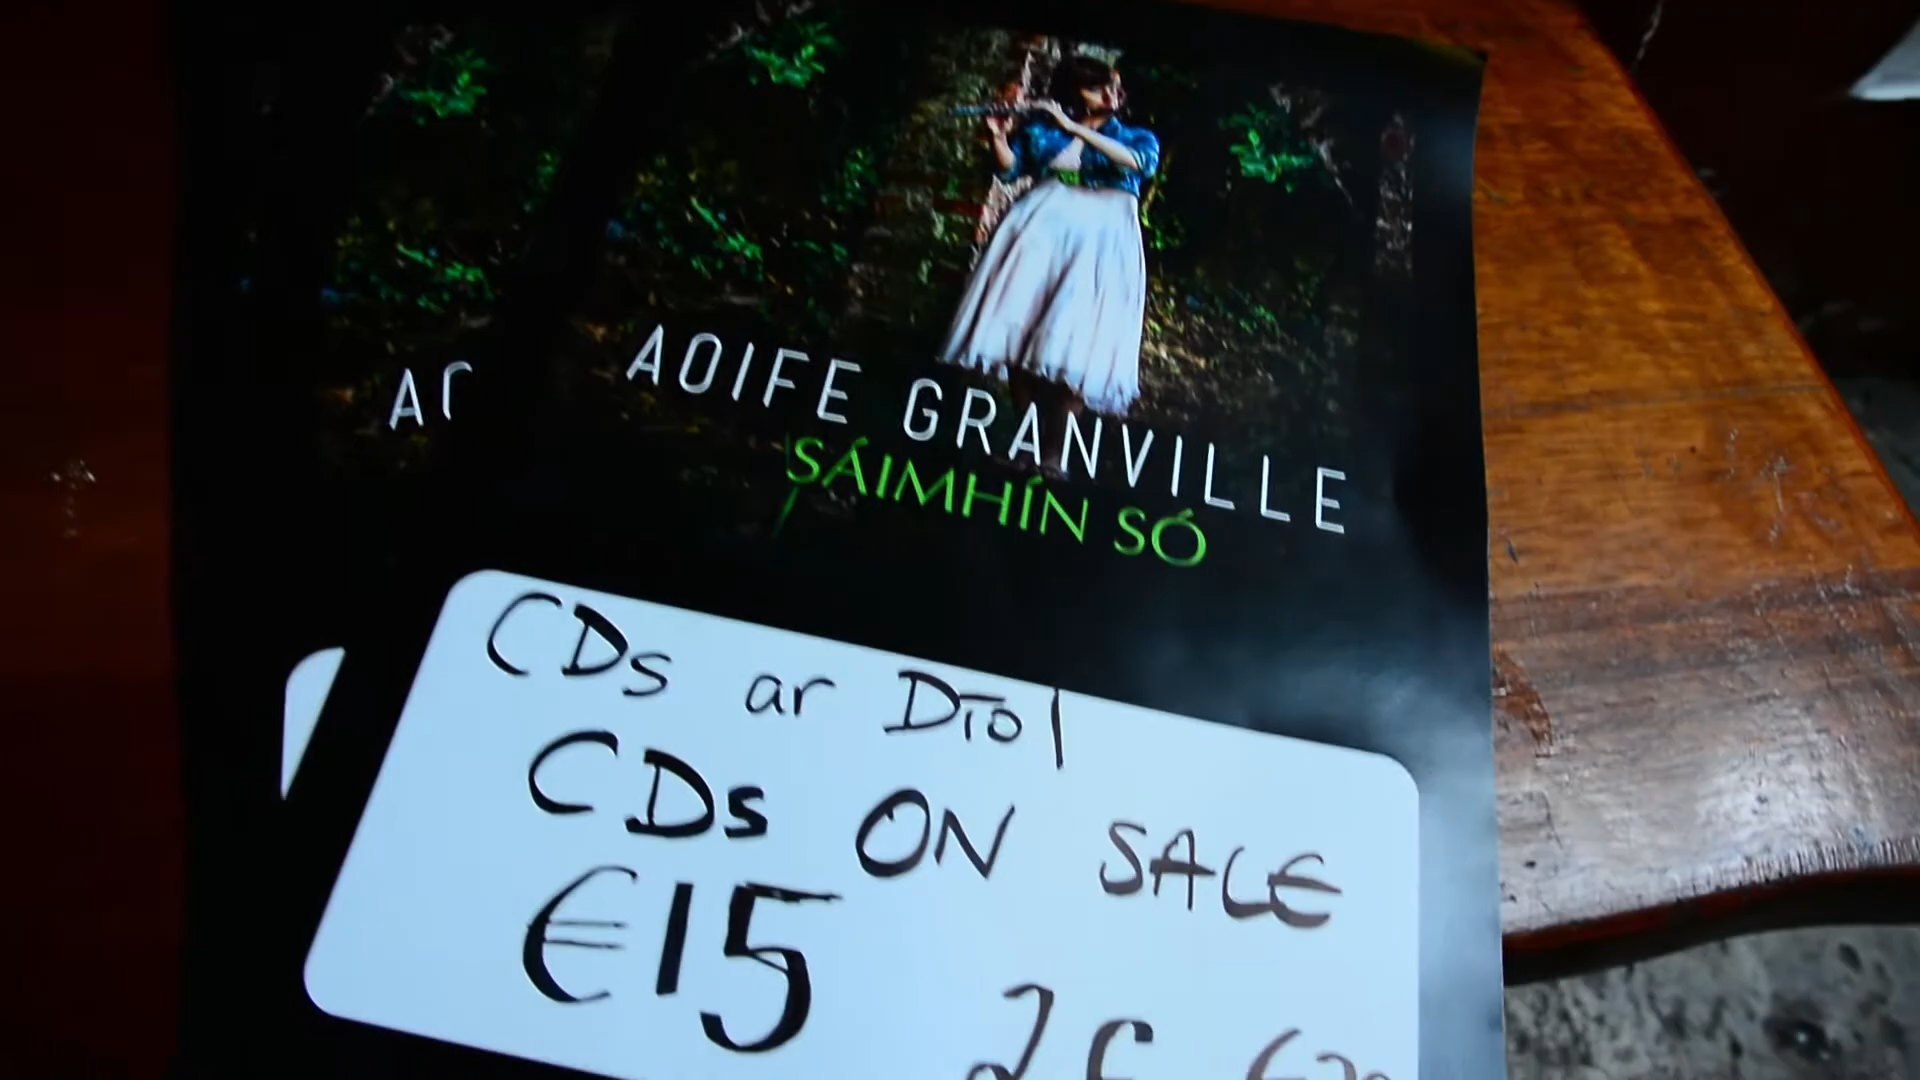 AOIFE GRANVILLE
SÁIMHÍN SÓ
CDs ar Díol
CDs ON SALE
€15